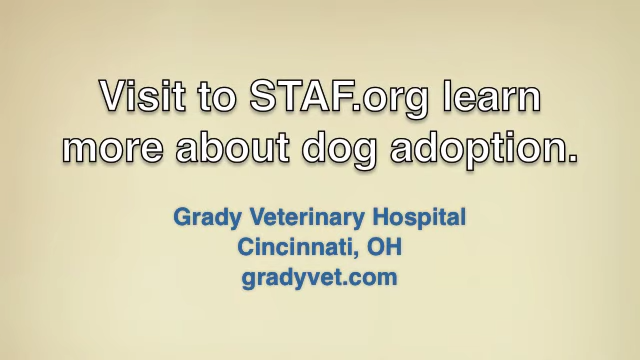 Visit to STAF.org learn
more about dog adoption.
Grady Veterinary Hospital
Cincinnati, OH
gradyvet.com